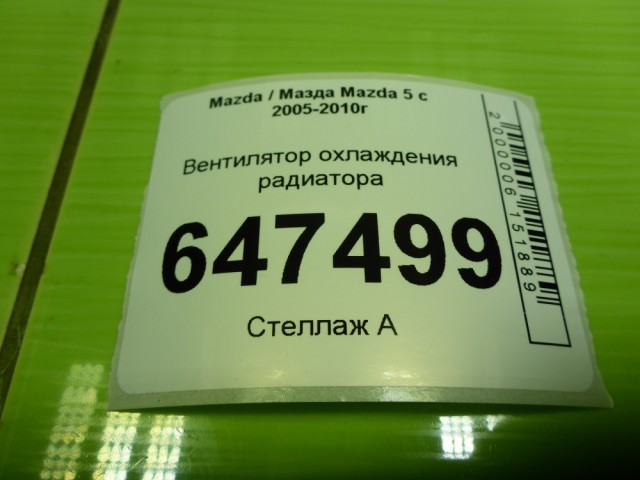 Mazda / Мазда Mazda 5 с
2005-2010г
Вентилятор охлаждения
радиатора
647499
Стеллаж А
2000006151889